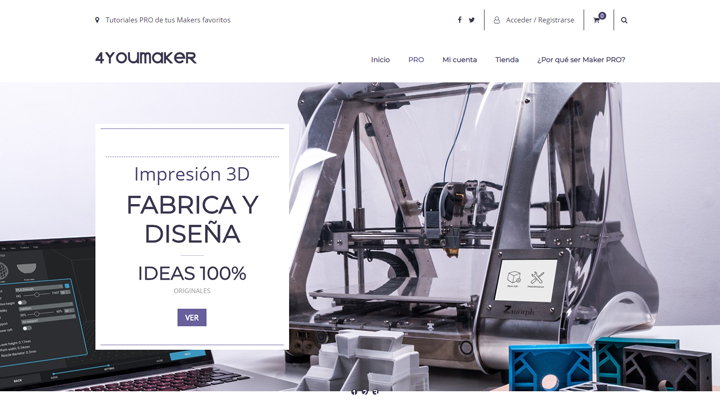 Tutoriales PRO de tus Makers favoritos
Acceder / Registrarse
0
4YOUMAKER
Inicio
PRO
Mi cuenta
Tienda
¿Por qué ser Maker PRO?
Impresión 3D
FABRICA Y
DISEÑA
IDEAS 100%
ORIGINALES
VER
BACK